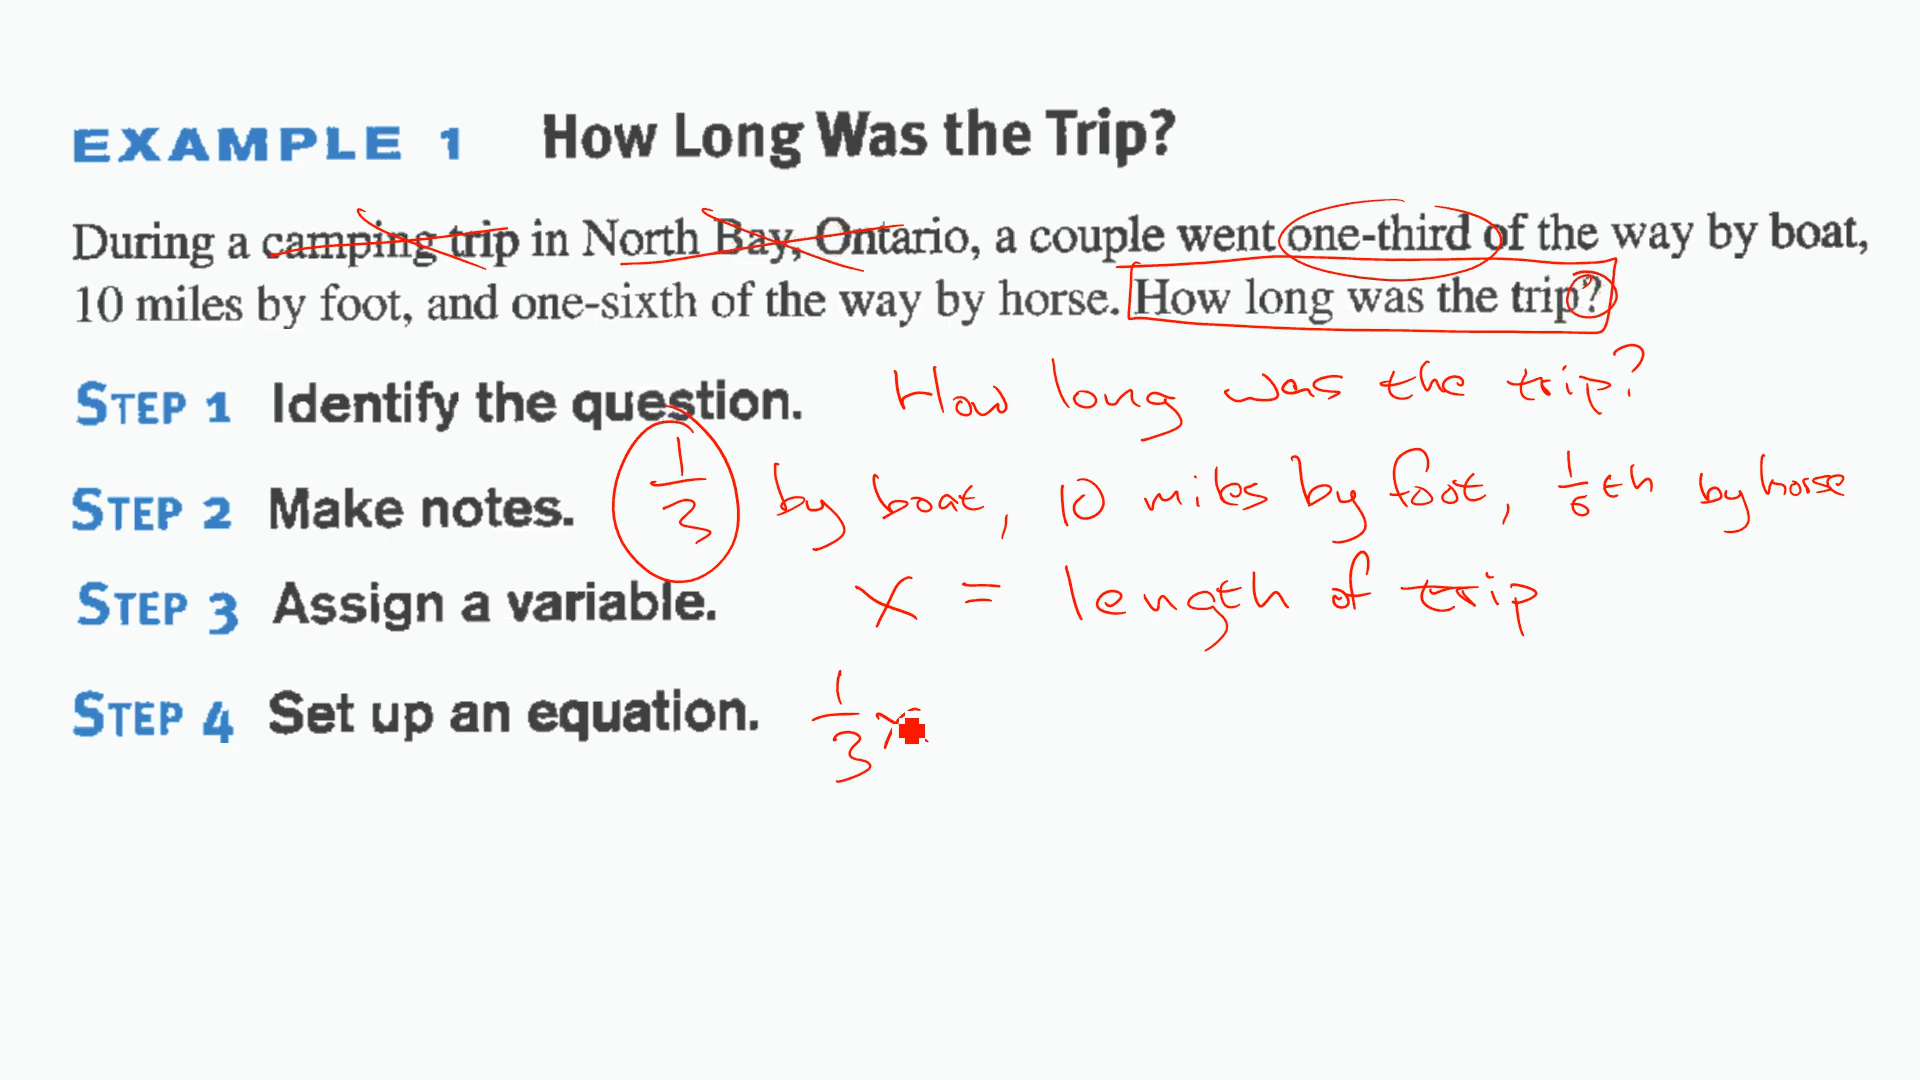 EXAMPLE 1 How Long Was the Trip?
During a camping trip in North Bay, Ontario, a couple went one-third of the way by boat,
10 miles by foot, and one-sixth of the way by horse. How long was the trip?
STEP 1 Identify the question. How long was the trip?
STEP 2 Make notes. 1/3 by boat, 10 miles by foot, 1/6th by horse
STEP 3 Assign a variable. x = length of trip
STEP 4 Set up an equation. 1/3 x